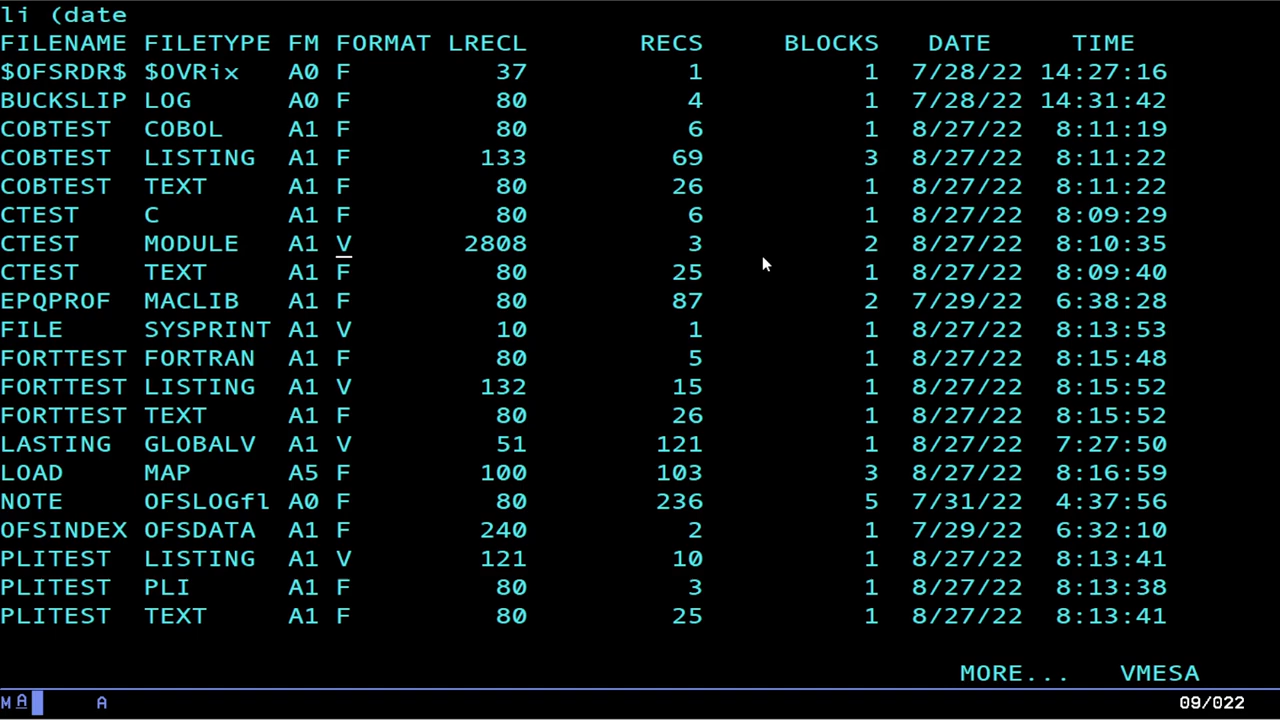 li (date
FILENAME FILETYPE FM FORMAT LRECL RECS BLOCKS DATE TIME
$OFSRDR$ $OVRix A0 F 37 1 1 7/28/22 14:27:16
BUCKSLIP LOG A0 F 80 4 1 7/28/22 14:31:42
COBTEST COBOL A1 F 80 6 1 8/27/22 8:11:19
COBTEST LISTING A1 F 133 69 3 8/27/22 8:11:22
COBTEST TEXT A1 F 80 26 1 8/27/22 8:11:22
CTEST C A1 F 80 6 1 8/27/22 8:09:29
CTEST MODULE A1 V 2808 3 2 8/27/22 8:10:35
CTEST TEXT A1 F 80 25 1 8/27/22 8:09:40
EPQPROF MACLIB A1 F 80 87 2 7/29/22 6:38:28
FILE SYSPRINT A1 V 10 1 1 8/27/22 8:13:53
FORTTEST FORTRAN A1 F 80 5 1 8/27/22 8:15:48
FORTTEST LISTING A1 V 132 15 1 8/27/22 8:15:52
FORTTEST TEXT A1 F 80 26 1 8/27/22 8:15:52
LASTING GLOBALV A1 V 51 121 1 8/27/22 7:27:50
LOAD MAP A5 F 100 103 3 8/27/22 8:16:59
NOTE OFSLOGfl A0 F 80 236 5 7/31/22 4:37:56
OFSINDEX OFSDATA A1 F 240 2 1 7/29/22 6:32:10
PLITEST LISTING A1 V 121 10 1 8/27/22 8:13:41
PLITEST PLI A1 F 80 3 1 8/27/22 8:13:38
PLITEST TEXT A1 F 80 25 1 8/27/22 8:13:41
MORE... VMESA
MA A 09/022